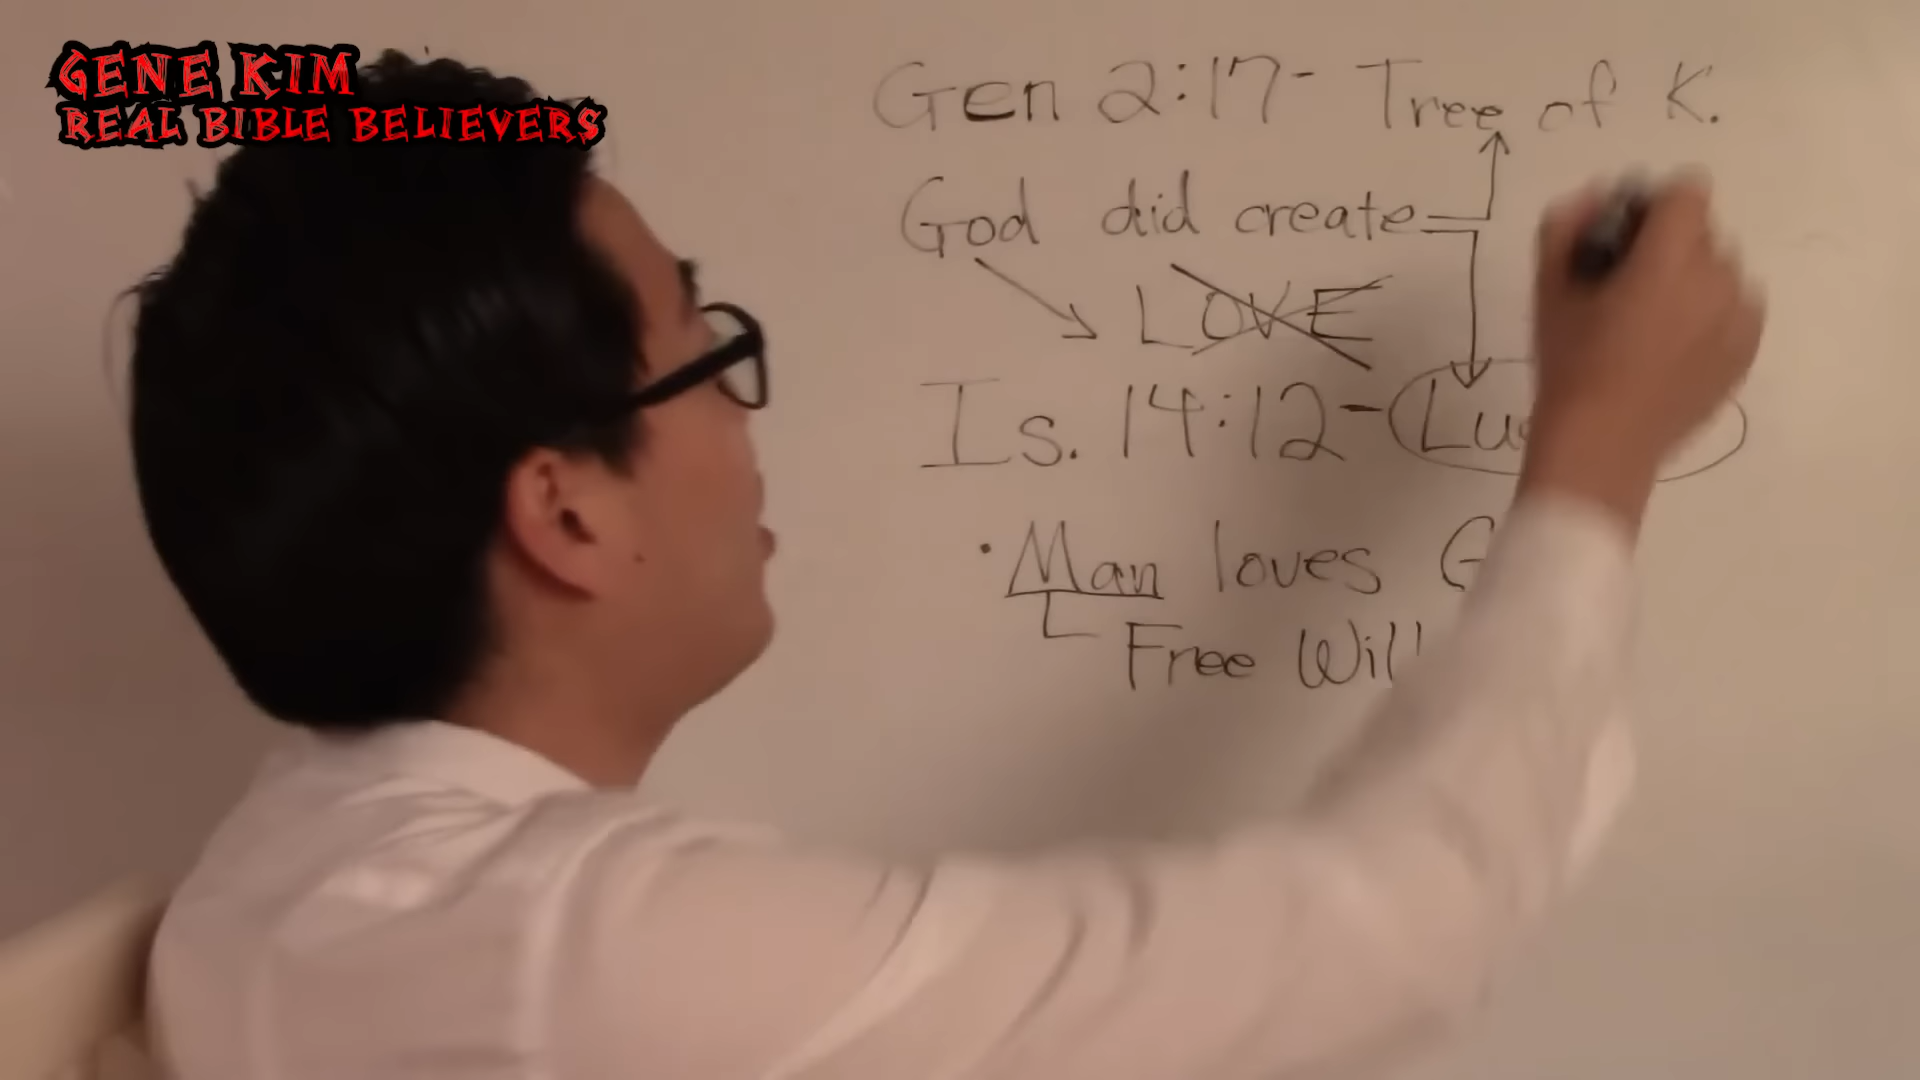 GENE KIM
REAL BIBLE BELIEVERS
Gen 2:17- Tree of K.
God did create
LOVE
Is. 14:12-
Man loves
Free Will